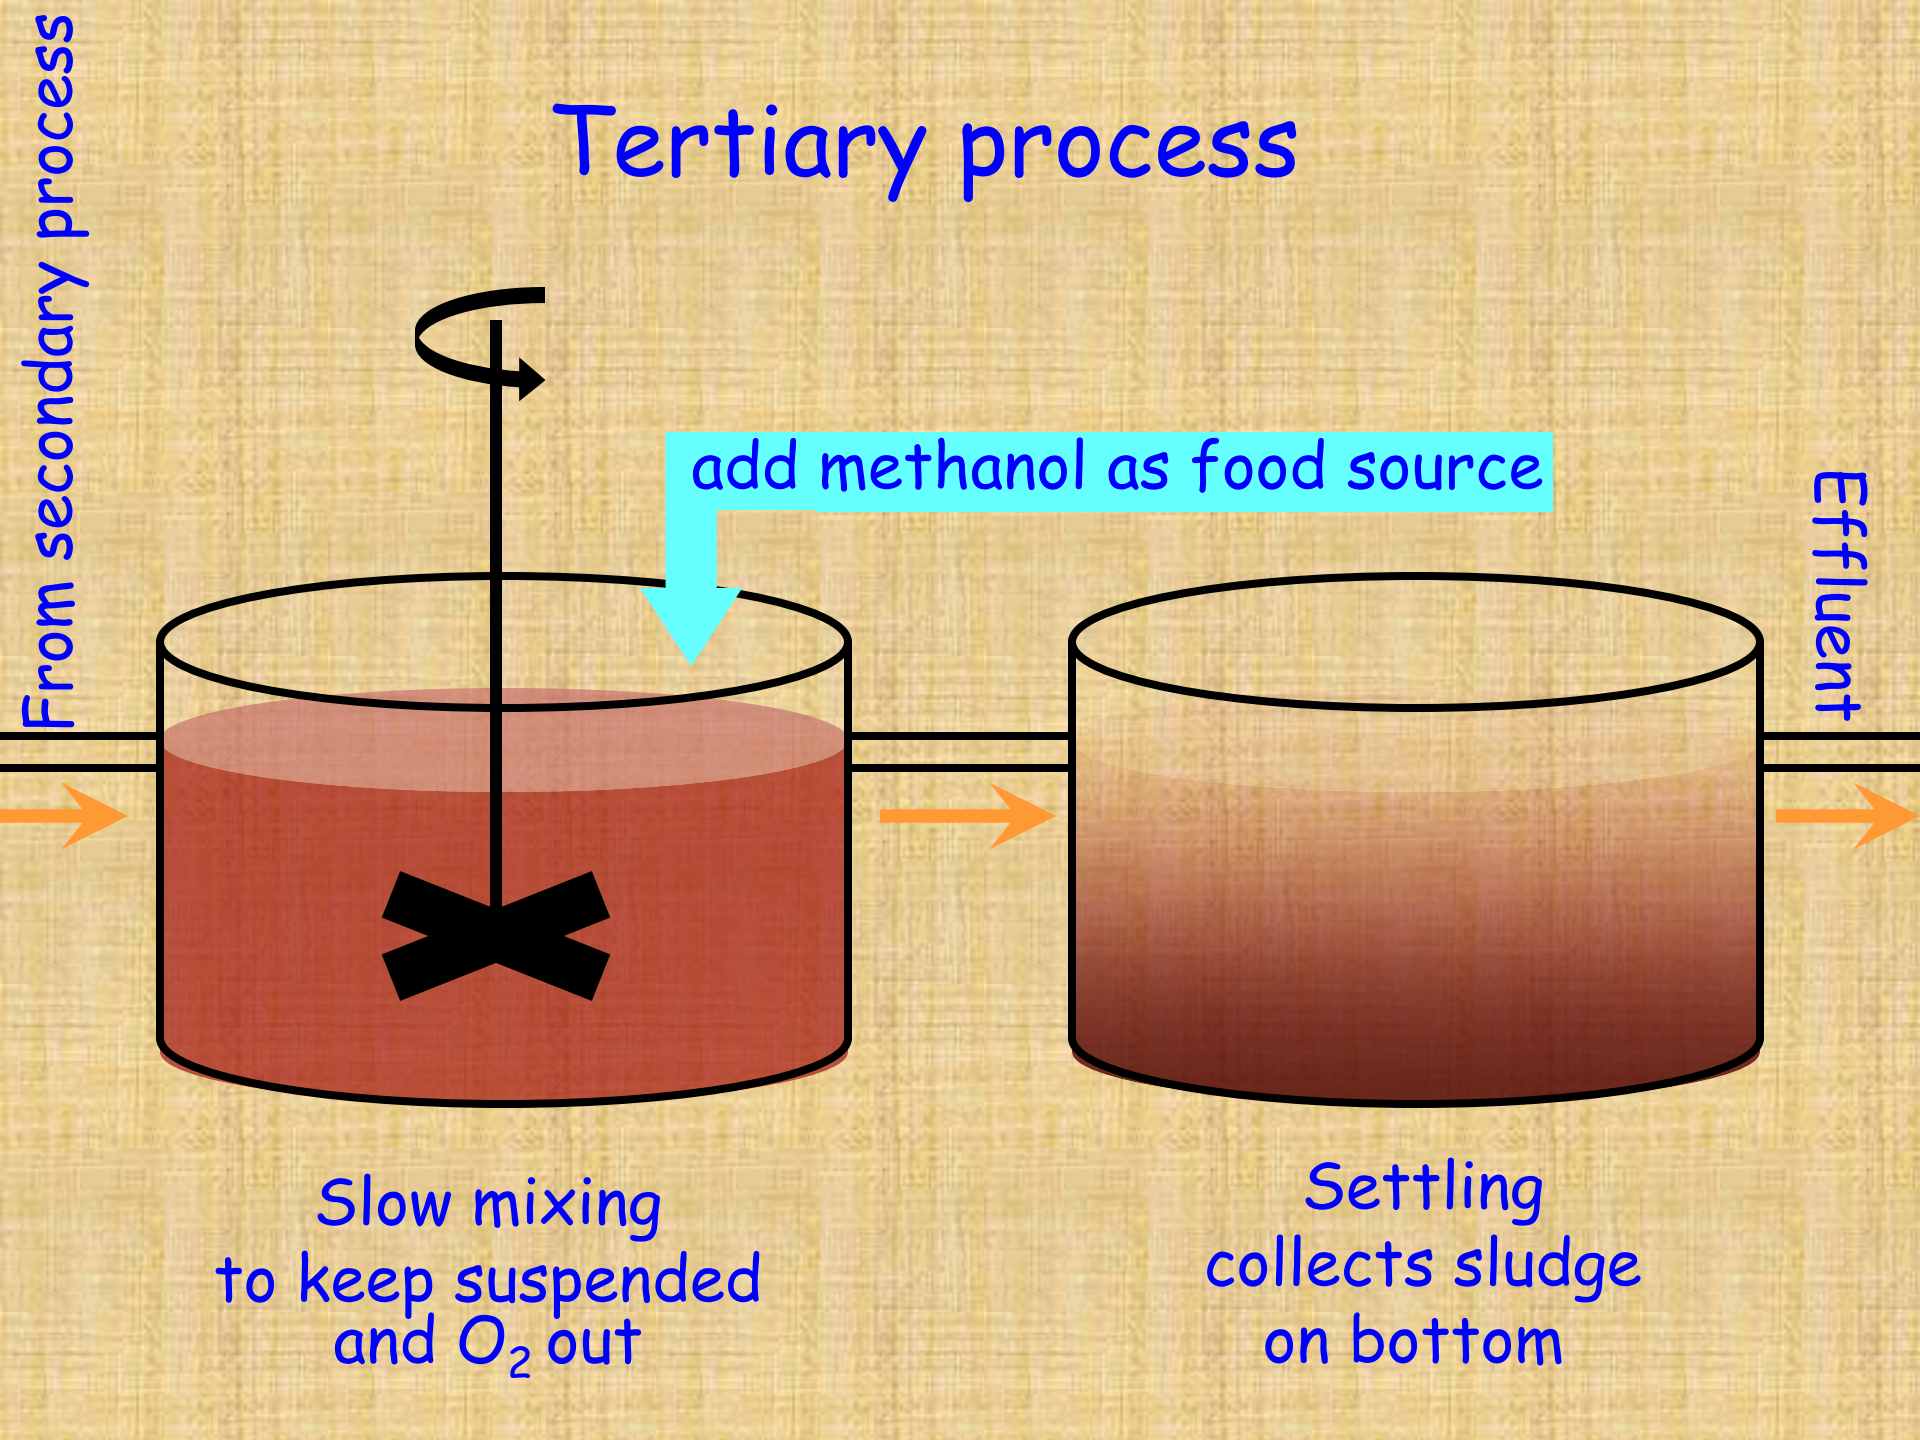 Tertiary process
From secondary process
add methanol as food source
Effluent
Slow mixing
to keep suspended
and O₂ out
Settling
collects sludge
on bottom